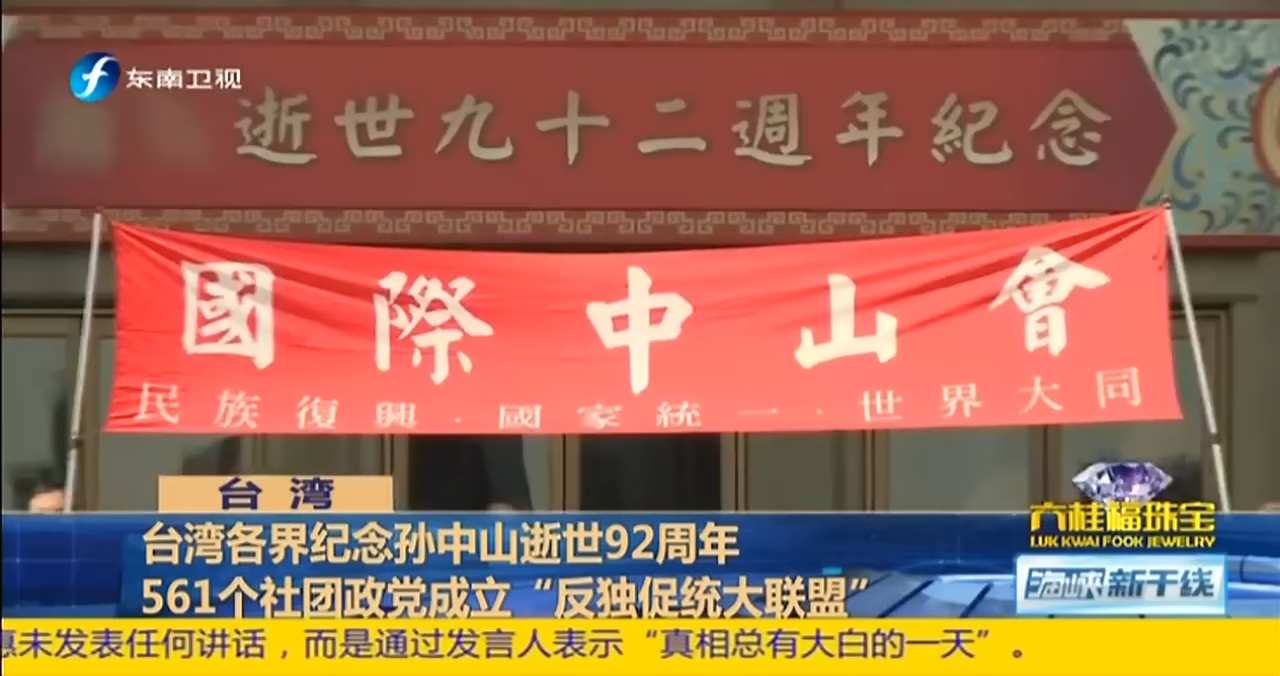 东南卫视
逝世九十二週年紀念
國際中山會
民族復興·國家統一·世界大同
台湾
台湾各界纪念孙中山逝世92周年
561个社团政党成立“反独促统大联盟”
六桂福珠宝
LUK KWAI FOOK JEWELRY
海峡新干线
惠未发表任何讲话，而是通过发言人表示“真相总有大白的一天”。